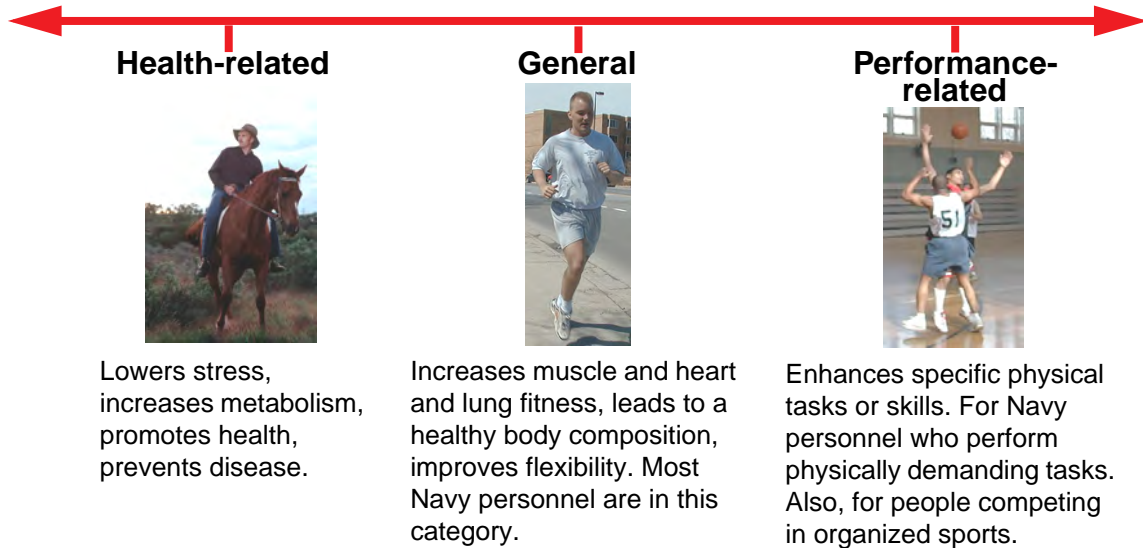 Health-related
General
Performance-
related
51
Lowers stress,
increases metabolism,
promotes health,
prevents disease.
Increases muscle and heart
and lung fitness, leads to a
healthy body composition,
improves flexibility. Most
Navy personnel are in this
category.
Enhances specific physical
tasks or skills. For Navy
personnel who perform
physically demanding tasks.
Also, for people competing
in organized sports.